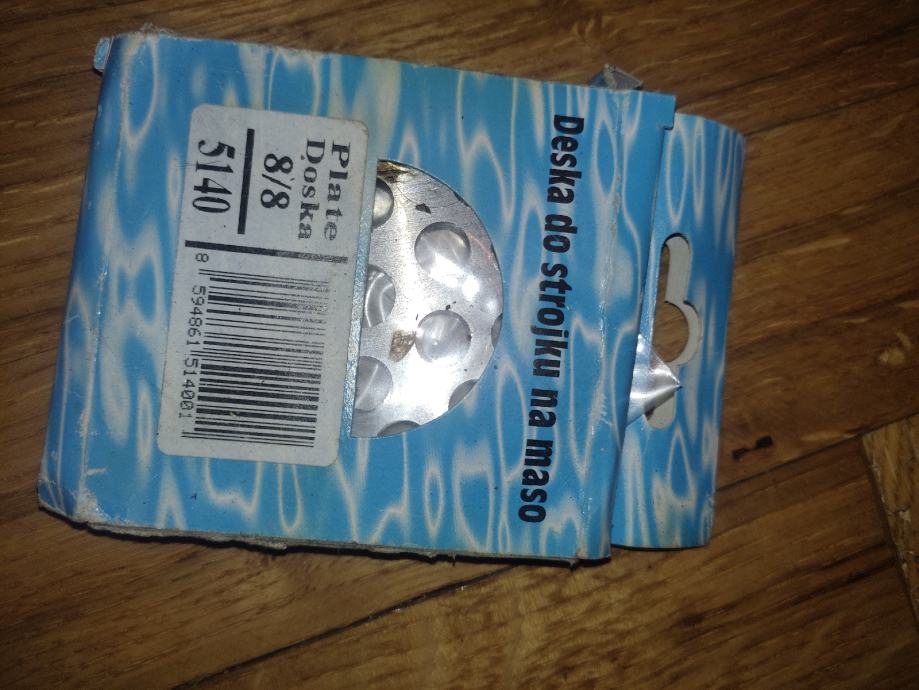 Deska do strojku na maso
Plate
Doska
8/8
5140
8 594861 514001